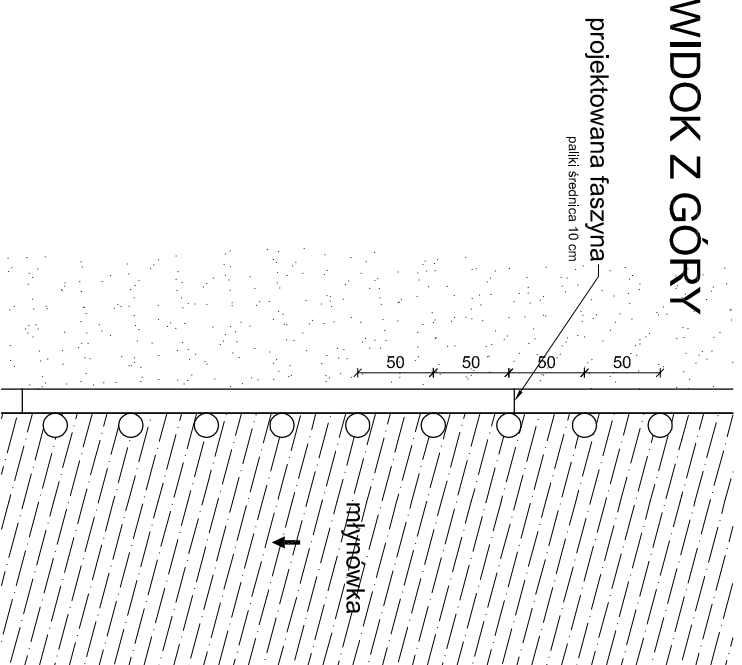 WIDOK Z GÓRY
projektowana faszyna
paliki średnica 10 cm
50 50 50 50
młynówka